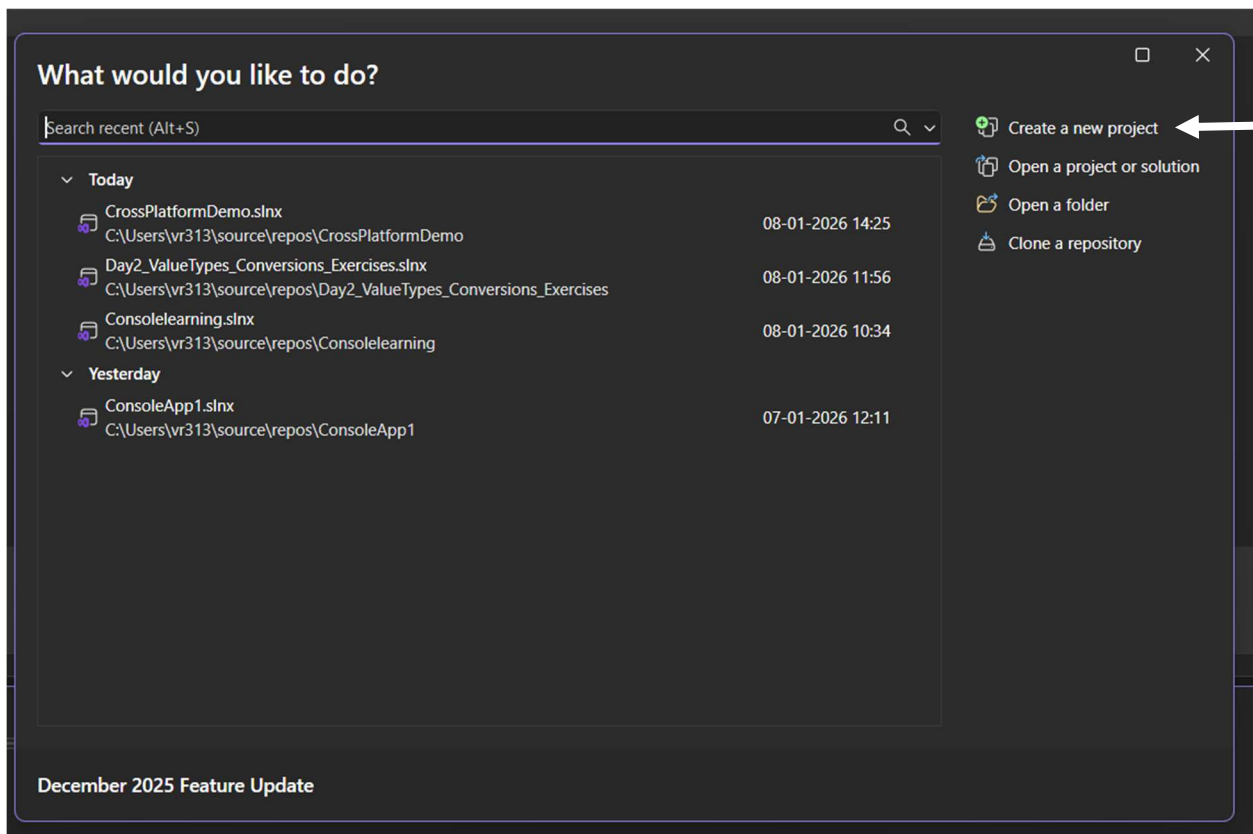 What would you like to do?
Search recent (Alt+S)
Today
CrossPlatformDemo.slnx
C:\Users\vr313\source\repos\CrossPlatformDemo
08-01-2026 14:25
Day2_ValueTypes_Conversions_Exercises.slnx
C:\Users\vr313\source\repos\Day2_ValueTypes_Conversions_Exercises
08-01-2026 11:56
Consolelearning.slnx
C:\Users\vr313\source\repos\Consolelearning
08-01-2026 10:34
Yesterday
ConsoleApp1.slnx
C:\Users\vr313\source\repos\ConsoleApp1
07-01-2026 12:11
Create a new project
Open a project or solution
Open a folder
Clone a repository
December 2025 Feature Update